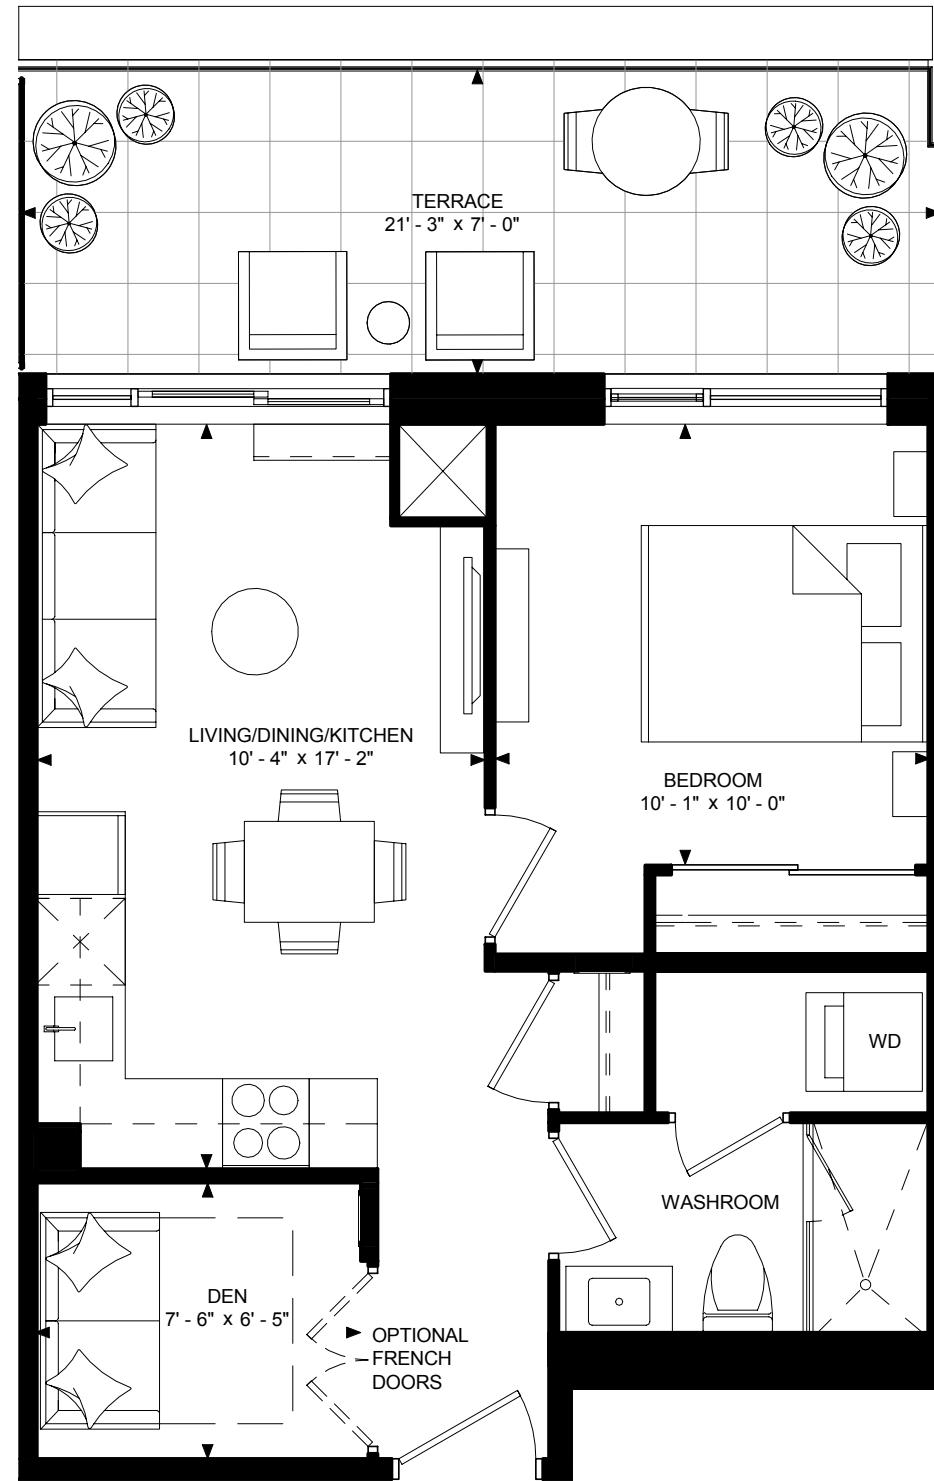 TERRACE
21' - 3" x 7' - 0"
LIVING/DINING/KITCHEN
10' - 4" x 17' - 2"
BEDROOM
10' - 1" x 10' - 0"
WD
WASHROOM
DEN
7' - 6" x 6' - 5"
OPTIONAL
FRENCH
DOORS